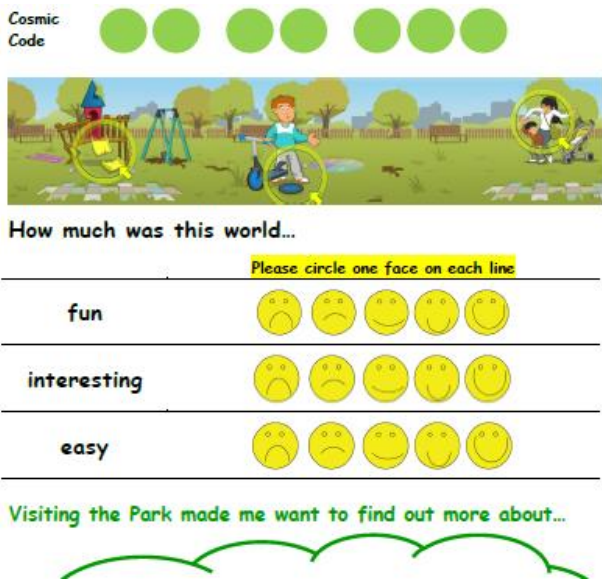 Cosmic
Code
How much was this world...
Please circle one face on each line
fun
interesting
easy
Visiting the Park made me want to find out more about...